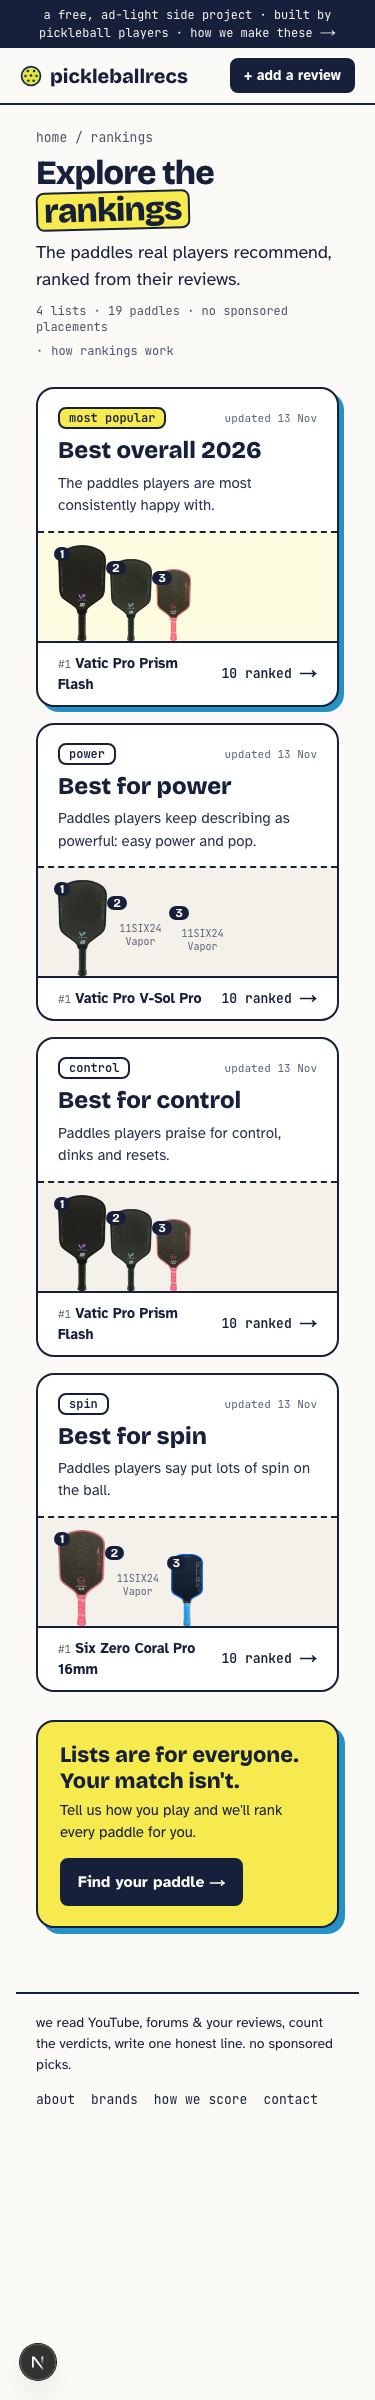 a free, ad-light side project · built by
pickleball players · how we make these →
pickleballrecs
+ add a review
home / rankings
Explore the
rankings
The paddles real players recommend,
ranked from their reviews.
4 lists · 19 paddles · no sponsored
placements
· how rankings work
most popular
updated 13 Nov
Best overall 2026
The paddles players are most
consistently happy with.
1
2
3
#1 Vatic Pro Prism
Flash
10 ranked →
power
updated 13 Nov
Best for power
Paddles players keep describing as
powerful: easy power and pop.
1
2
3
11SIX24
Vapor
11SIX24
Vapor
#1 Vatic Pro V-Sol Pro
10 ranked →
control
updated 13 Nov
Best for control
Paddles players praise for control,
dinks and resets.
1
2
3
#1 Vatic Pro Prism
Flash
10 ranked →
spin
updated 13 Nov
Best for spin
Paddles players say put lots of spin on
the ball.
1
2
3
11SIX24
Vapor
#1 Six Zero Coral Pro
16mm
10 ranked →
Lists are for everyone.
Your match isn't.
Tell us how you play and we'll rank
every paddle for you.
Find your paddle →
we read YouTube, forums & your reviews, count
the verdicts, write one honest line. no sponsored
picks.
about brands how we score contact
N